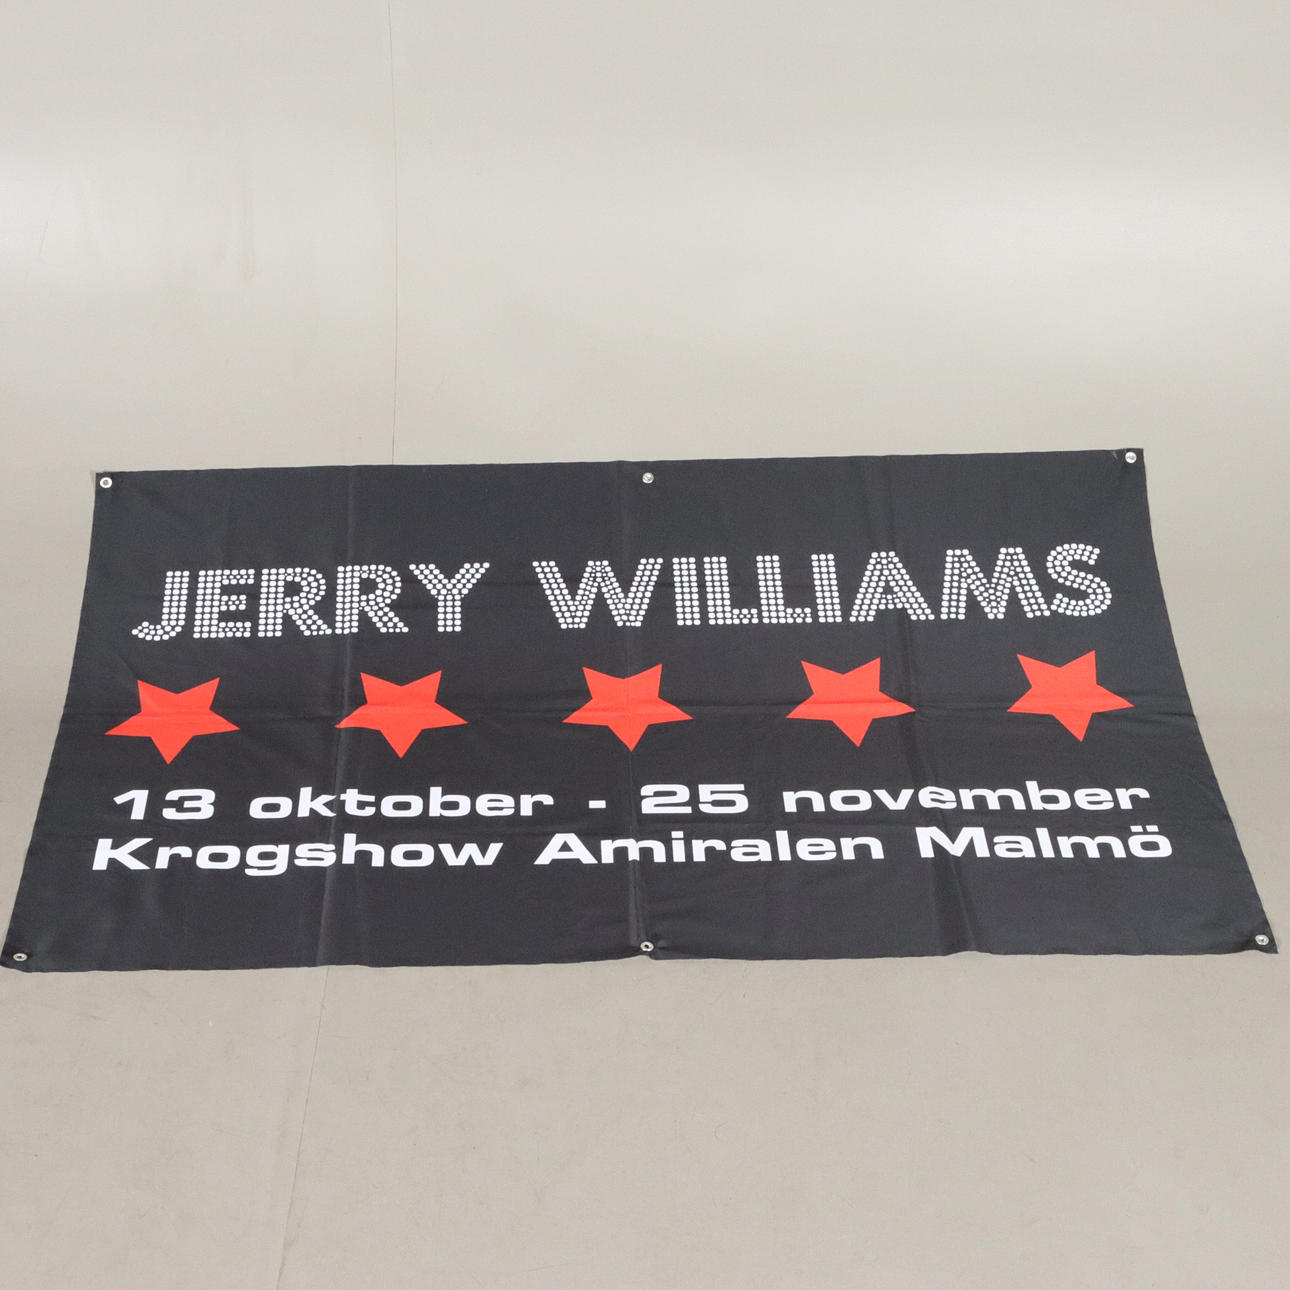 JERRY WILLIAMS
13 oktober - 25 november
Krogshow Amiralen Malmö